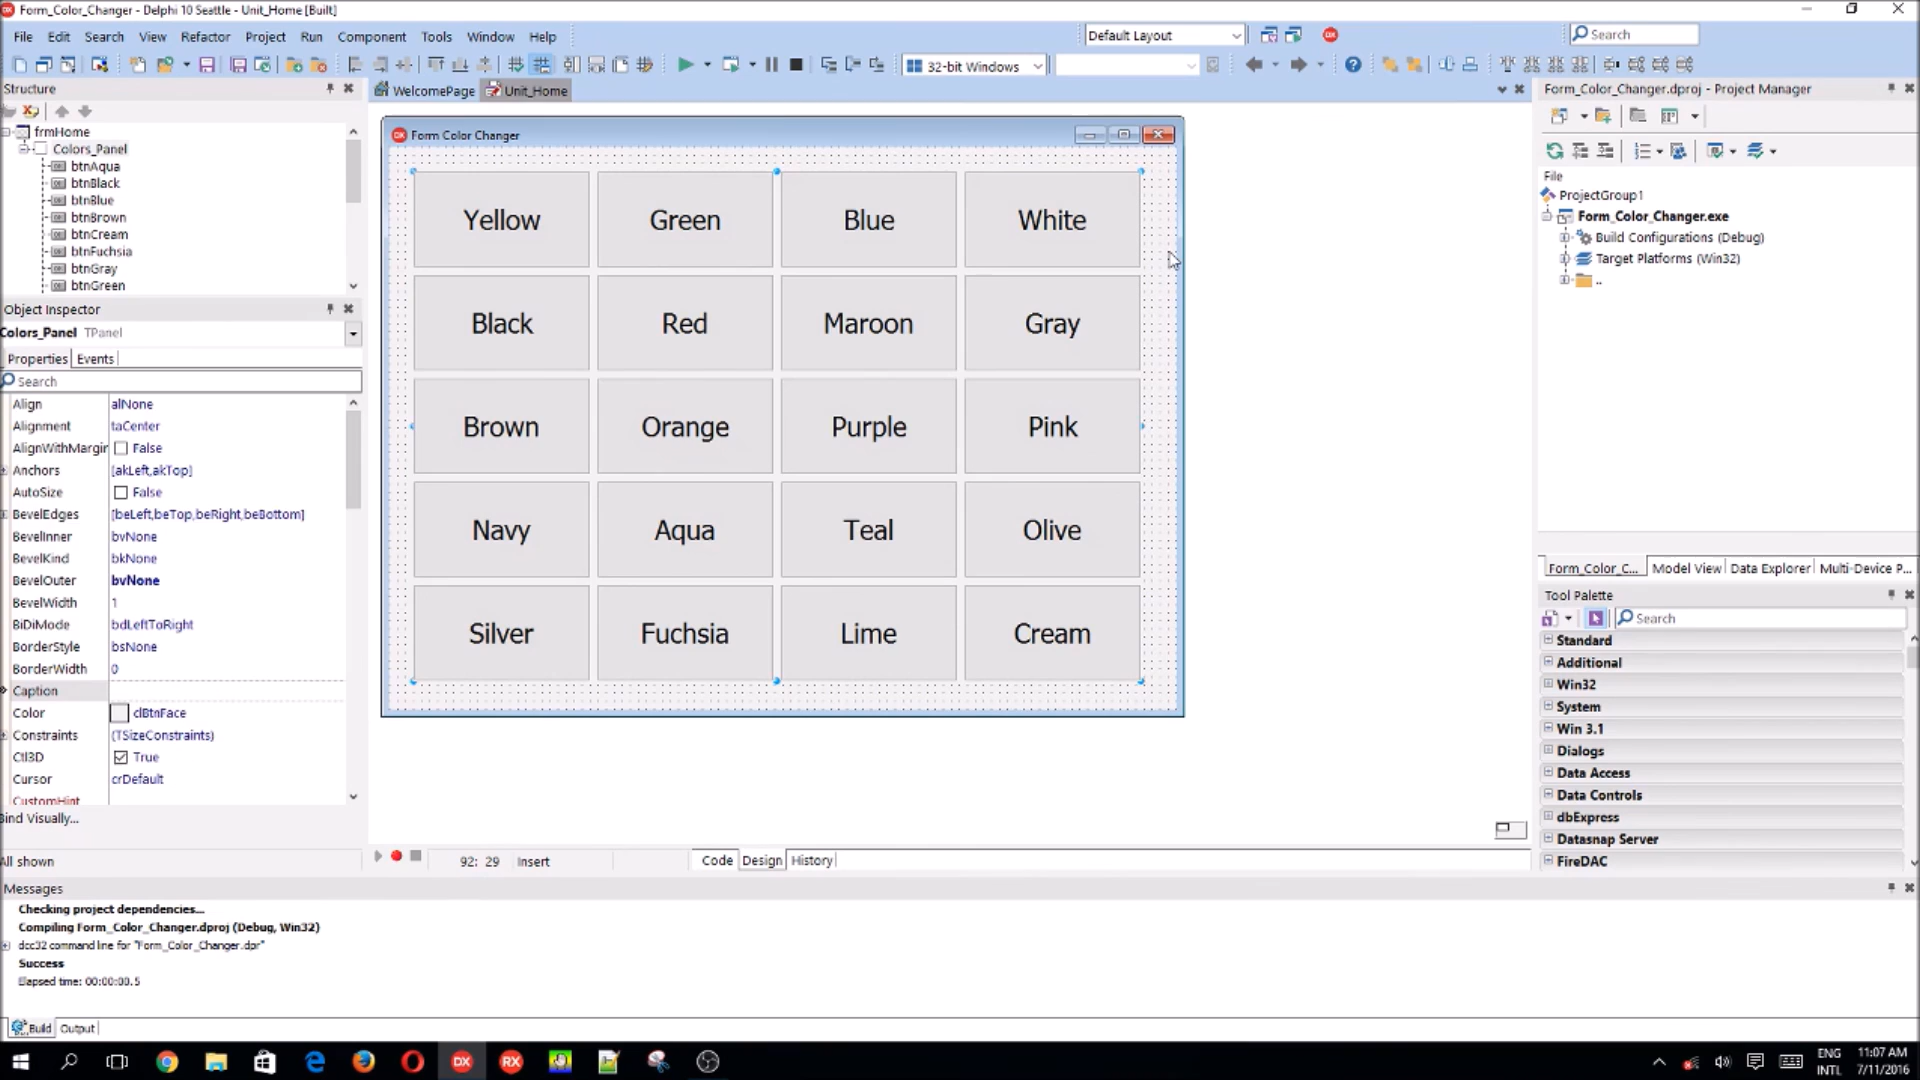 Form_Color_Changer - Delphi 10 Seattle - Unit_Home [Built]
File Edit Search View Refactor Project Run Component Tools Window Help
Default Layout
Search
32-bit Windows
Structure
WelcomePage Unit_Home
Form_Color_Changer.dproj - Project Manager
frmHome
Colors_Panel
btnAqua
btnBlack
btnBlue
btnBrown
btnCream
btnFuchsia
btnGray
btnGreen
Object Inspector
Colors_Panel TPanel
Properties Events
Search
Align alNone
Alignment taCenter
AlignWithMargir False
Anchors [akLeft,akTop]
AutoSize False
BevelEdges [beLeft,beTop,beRight,beBottom]
BevelInner bvNone
BevelKind bkNone
BevelOuter bvNone
BevelWidth 1
BiDiMode bdLeftToRight
BorderStyle bsNone
BorderWidth 0
Caption
Color clBtnFace
Constraints (TSizeConstraints)
Ctl3D True
Cursor crDefault
CustomHint
Bind Visually...
All shown
Form Color Changer
Yellow Green Blue White
Black Red Maroon Gray
Brown Orange Purple Pink
Navy Aqua Teal Olive
Silver Fuchsia Lime Cream
92: 29 Insert
Code Design History
File
ProjectGroup1
Form_Color_Changer.exe
Build Configurations (Debug)
Target Platforms (Win32)
..
Form_Color_C... Model View Data Explorer Multi-Device P...
Tool Palette
Search
Standard
Additional
Win32
System
Win 3.1
Dialogs
Data Access
Data Controls
dbExpress
Datasnap Server
FireDAC
Messages
Checking project dependencies...
Compiling Form_Color_Changer.dproj (Debug, Win32)
dcc32 command line for "Form_Color_Changer.dpr"
Success
Elapsed time: 00:00:00.5
Build Output
DX
RX
ENG
INTL
11:07 AM
7/11/2016